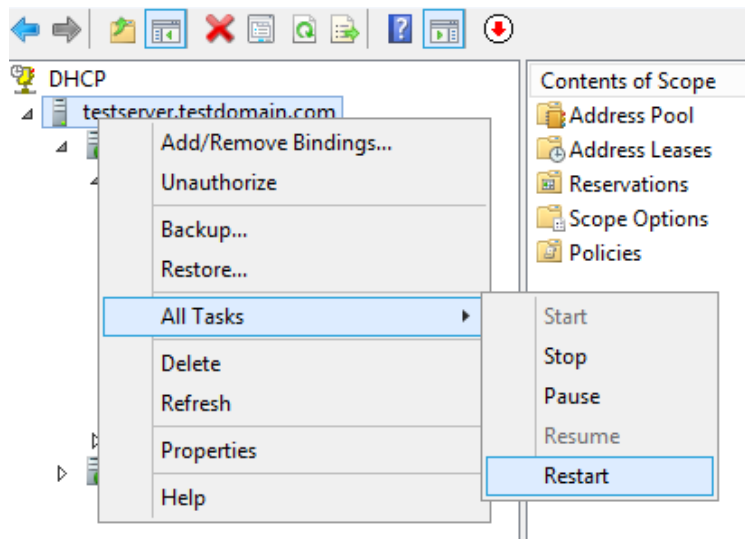 DHCP
testserver.testdomain.com
Add/Remove Bindings...
Unauthorize
Backup...
Restore...
All Tasks
Delete
Refresh
Properties
Help
Start
Stop
Pause
Resume
Restart
Contents of Scope
Address Pool
Address Leases
Reservations
Scope Options
Policies